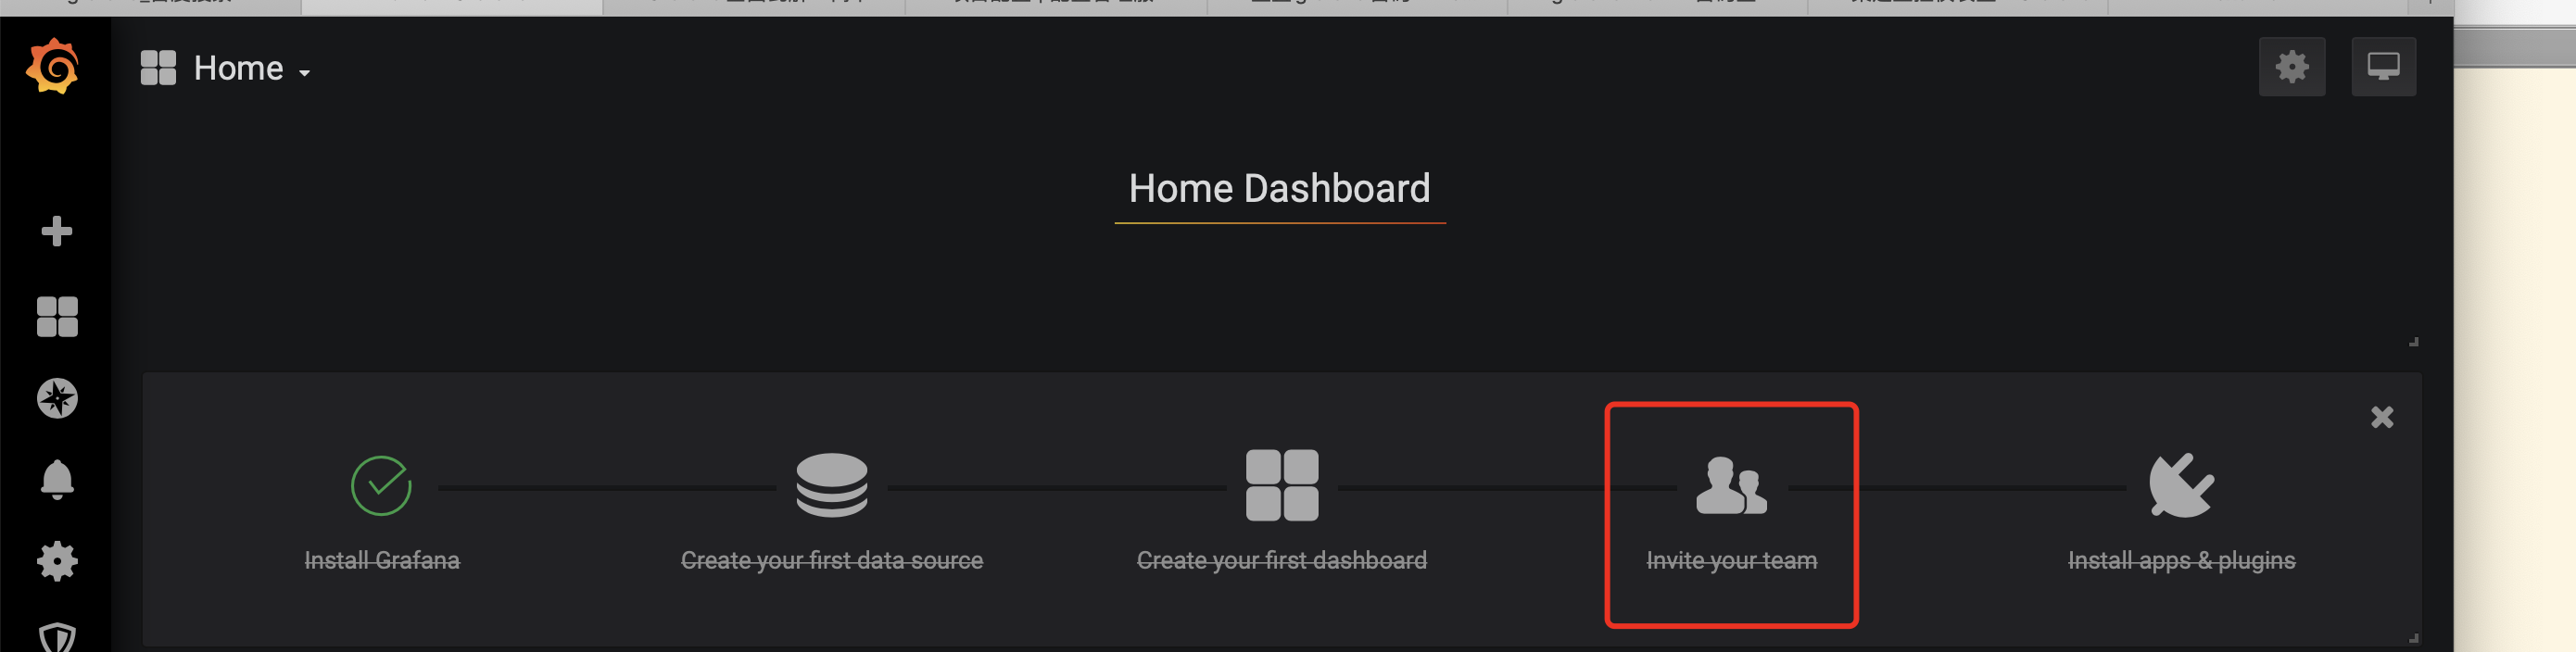 Home
Home Dashboard
Install Grafana
Create your first data source
Create your first dashboard
Invite your team
Install apps & plugins